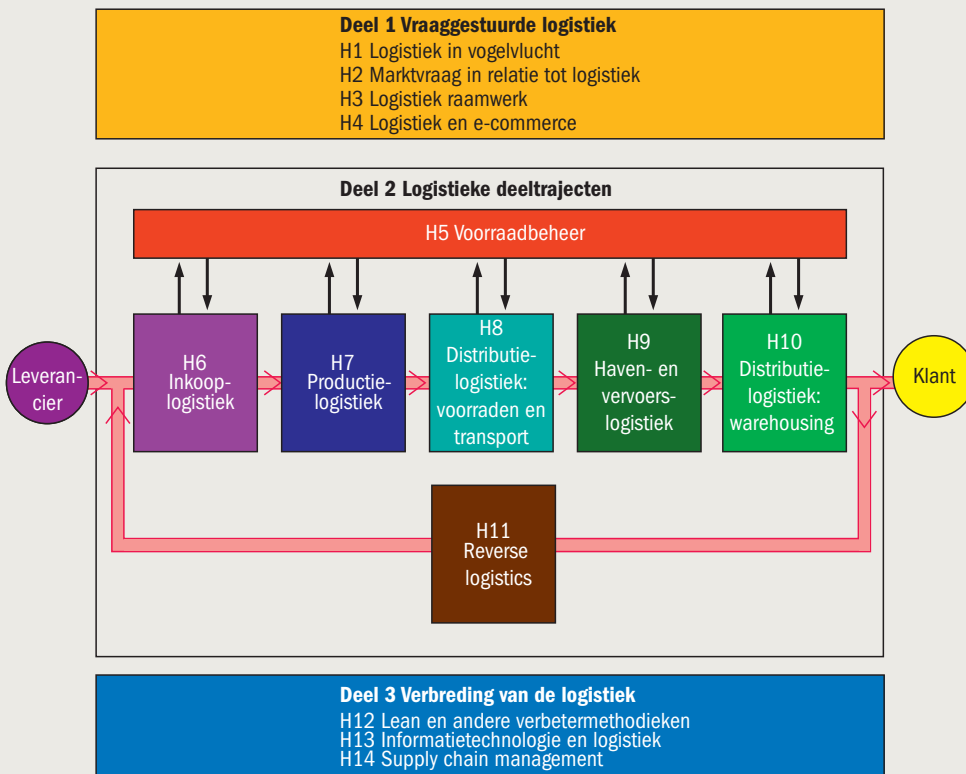 Deel 1 Vraaggestuurde logistiek
H1 Logistiek in vogelvlucht
H2 Marktvraag in relatie tot logistiek
H3 Logistiek raamwerk
H4 Logistiek en e-commerce
Deel 2 Logistieke deeltrajecten
H5 Voorraadbeheer
Leveran-
cier
H6
Inkoop-
logistiek
H7
Productie-
logistiek
H8
Distributie-
logistiek:
voorraden en
transport
H9
Haven- en
vervoers-
logistiek
H10
Distributie-
logistiek:
warehousing
Klant
H11
Reverse
logistics
Deel 3 Verbreding van de logistiek
H12 Lean en andere verbetermethodieken
H13 Informatietechnologie en logistiek
H14 Supply chain management